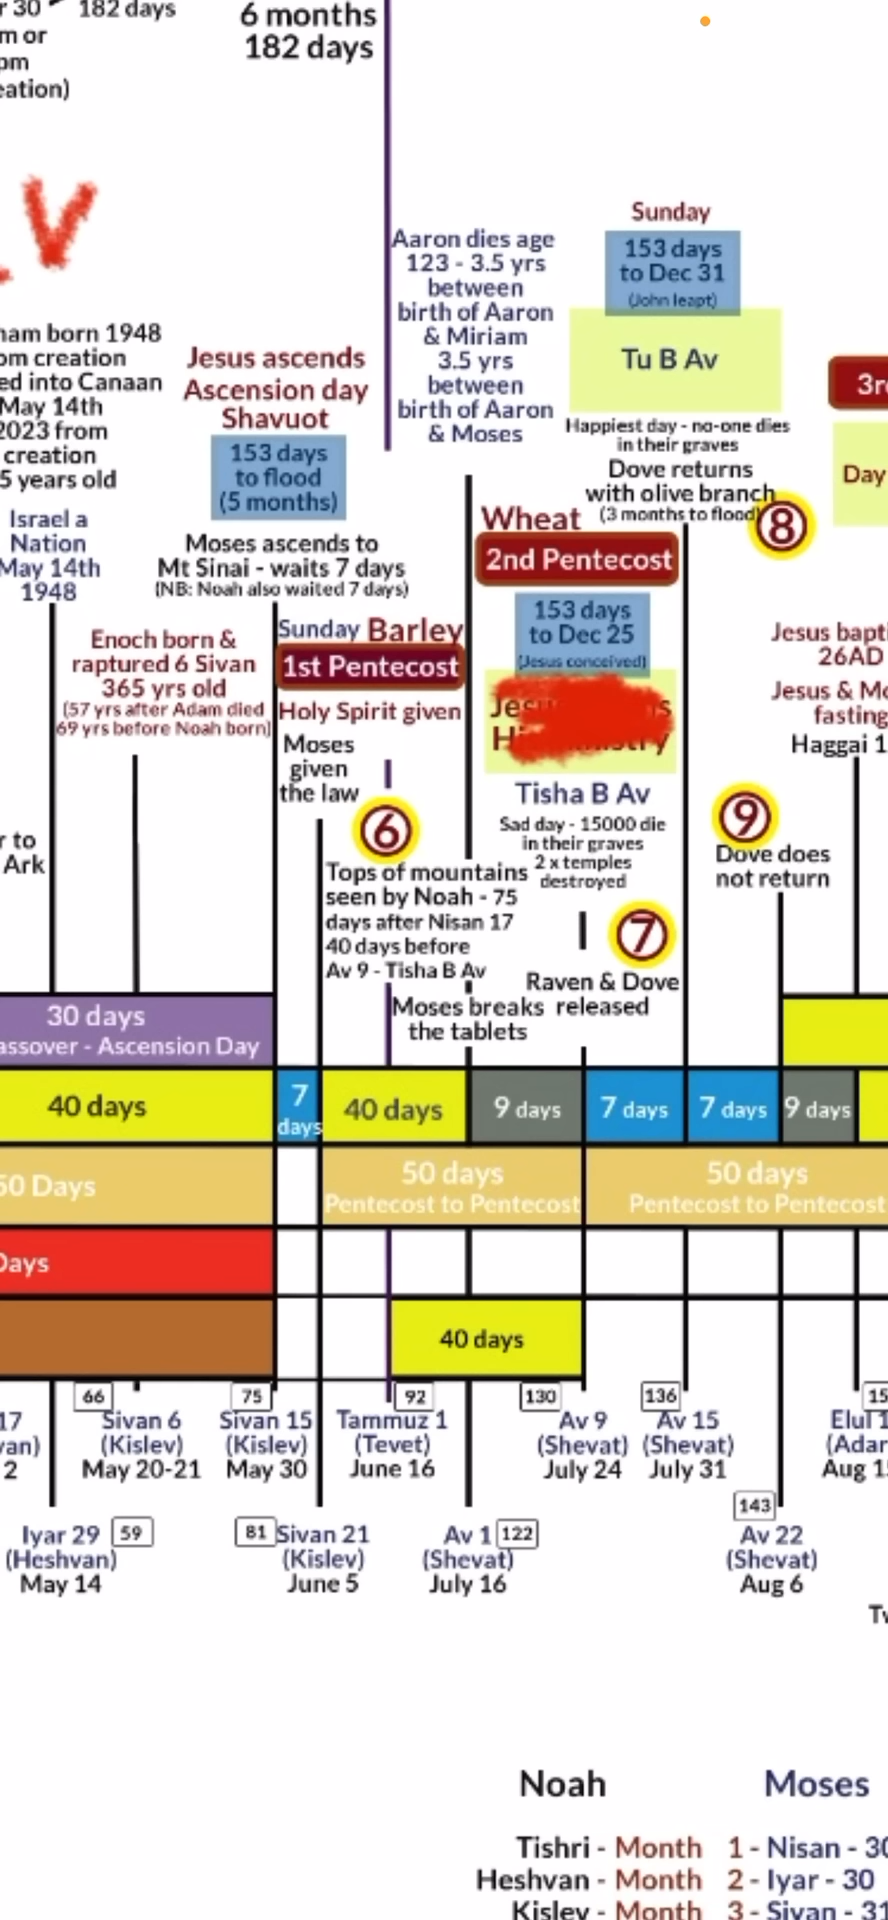 r 30
182 days
m or
pm
eation)
6 months
182 days
V
Sunday
153 days
to Dec 31
(John leapt)
Tu B Av
Happiest day - no-one dies
in their graves
Dove returns
with olive branch
(3 months to flood)
8
Aaron dies age
123 - 3.5 yrs
between
birth of Aaron
& Miriam
3.5 yrs
between
birth of Aaron
& Moses
3r
Day
ham born 1948
om creation
ed into Canaan
May 14th
2023 from
creation
5 years old
Israel a
Nation
May 14th
1948
Jesus ascends
Ascension day
Shavuot
153 days
to flood
(5 months)
Moses ascends to
Mt Sinai - waits 7 days
(NB: Noah also waited 7 days)
Wheat
2nd Pentecost
153 days
to Dec 25
(Jesus conceived)
Enoch born &
raptured 6 Sivan
365 yrs old
(57 yrs after Adam died
69 yrs before Noah born)
Sunday Barley
1st Pentecost
Holy Spirit given
Moses
given
the law
Tisha B Av
Sad day - 15000 die
in their graves
2 x temples
destroyed
Jesus bapti
26AD
Jesus & Mo
fasting
Haggai 1
6
Tops of mountains
seen by Noah - 75
days after Nisan 17
40 days before
Av 9 - Tisha B Av
7
Raven & Dove
released
Moses breaks
the tablets
9
Dove does
not return
r to
Ark
30 days
assover - Ascension Day
40 days
7
days
40 days
9 days
7 days
7 days
9 days
50 Days
50 days
Pentecost to Pentecost
50 days
Pentecost to Pentecost
Days
40 days
17
van)
2
66
Sivan 6
(Kislev)
May 20-21
75
Sivan 15
(Kislev)
May 30
92
Tammuz 1
(Tevet)
June 16
130
Av 9
(Shevat)
July 24
136
Av 15
(Shevat)
July 31
15
Elul 1
(Adar
Aug 1
Iyar 29
59
(Heshvan)
May 14
81
Sivan 21
(Kislev)
June 5
Av 1
122
(Shevat)
July 16
143
Av 22
(Shevat)
Aug 6
Tw
Noah
Moses
Tishri - Month 1 - Nisan - 30
Heshvan - Month 2 - Iyar - 30
Kislev - Month 3 - Sivan - 31